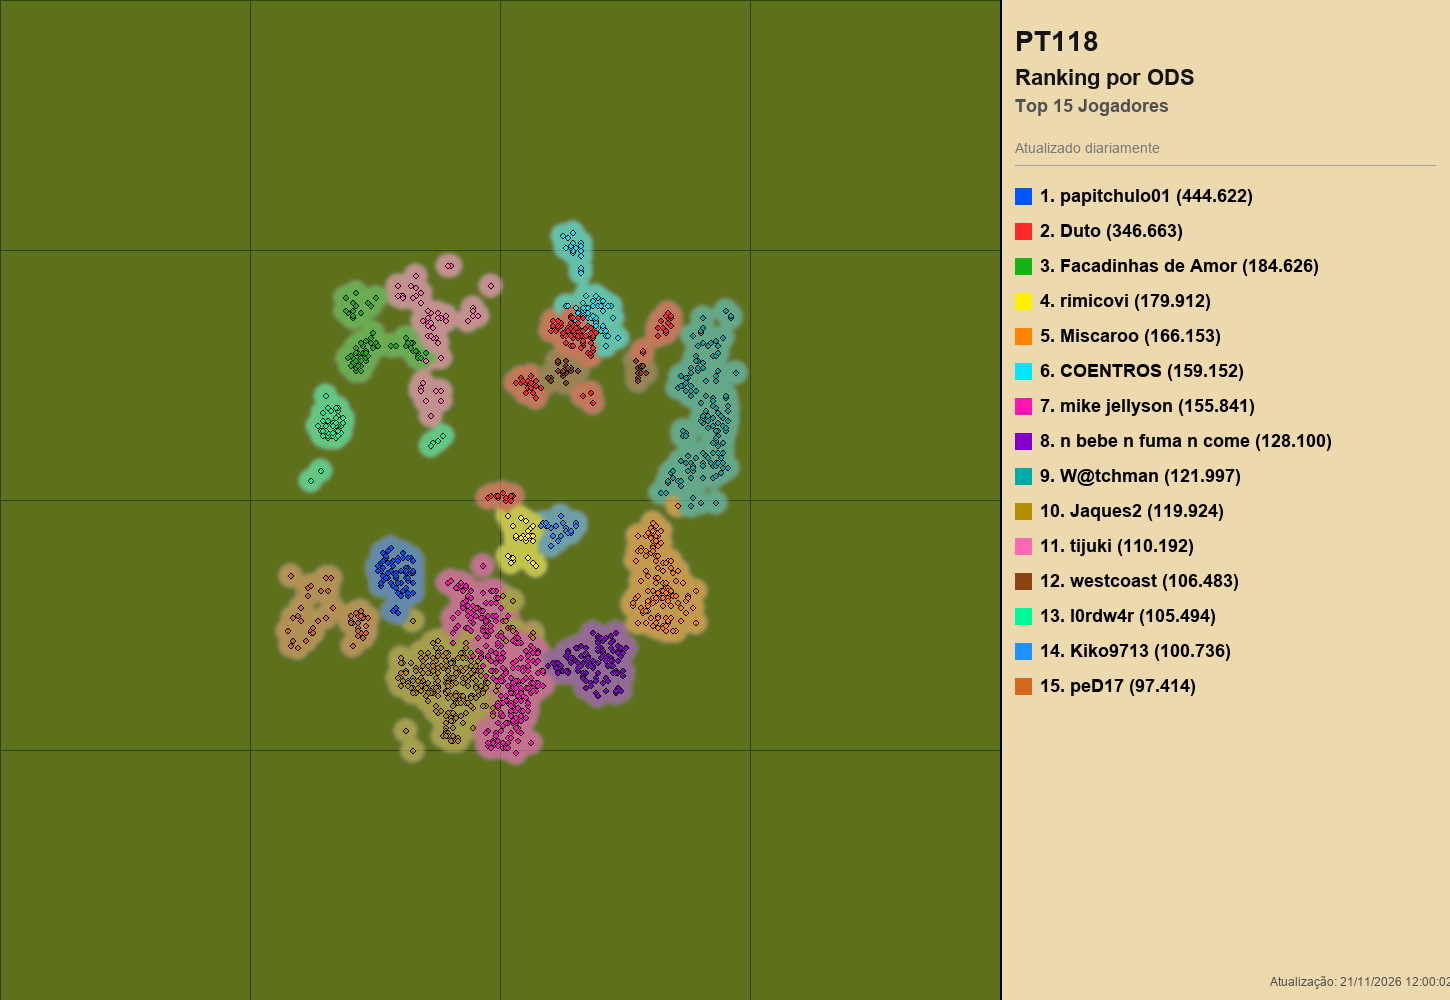 PT118
Ranking por ODS
Top 15 Jogadores
Atualizado diariamente
1. papitchulo01 (444.622)
2. Duto (346.663)
3. Facadinhas de Amor (184.626)
4. rimicovi (179.912)
5. Miscaroo (166.153)
6. COENTROS (159.152)
7. mike jellyson (155.841)
8. n bebe n fuma n come (128.100)
9. W@tchman (121.997)
10. Jaques2 (119.924)
11. tijuki (110.192)
12. westcoast (106.483)
13. l0rdw4r (105.494)
14. Kiko9713 (100.736)
15. peD17 (97.414)
Atualização: 21/11/2026 12:00:02